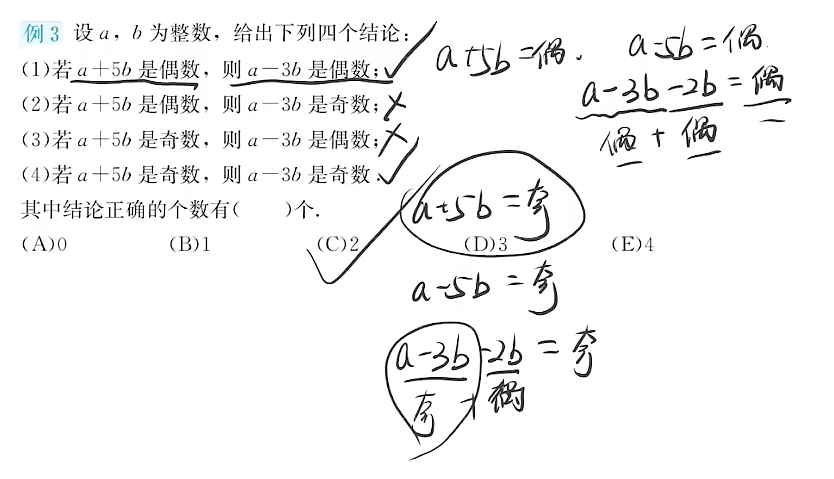 例 3 设 a，b 为整数，给出下列四个结论：
(1)若 a＋5b 是偶数，则 a－3b 是偶数；✓
(2)若 a＋5b 是偶数，则 a－3b 是奇数；✗
(3)若 a＋5b 是奇数，则 a－3b 是偶数；✗
(4)若 a＋5b 是奇数，则 a－3b 是奇数．✓
其中结论正确的个数有(　　)个．
(A)0 (B)1 (C)2 (D)3 (E)4
✓
a+5b=偶. a-5b=偶.
a-3b-2b=偶
偶+偶
a+5b=奇
a-5b=奇
a-3b-2b=奇
奇+偶